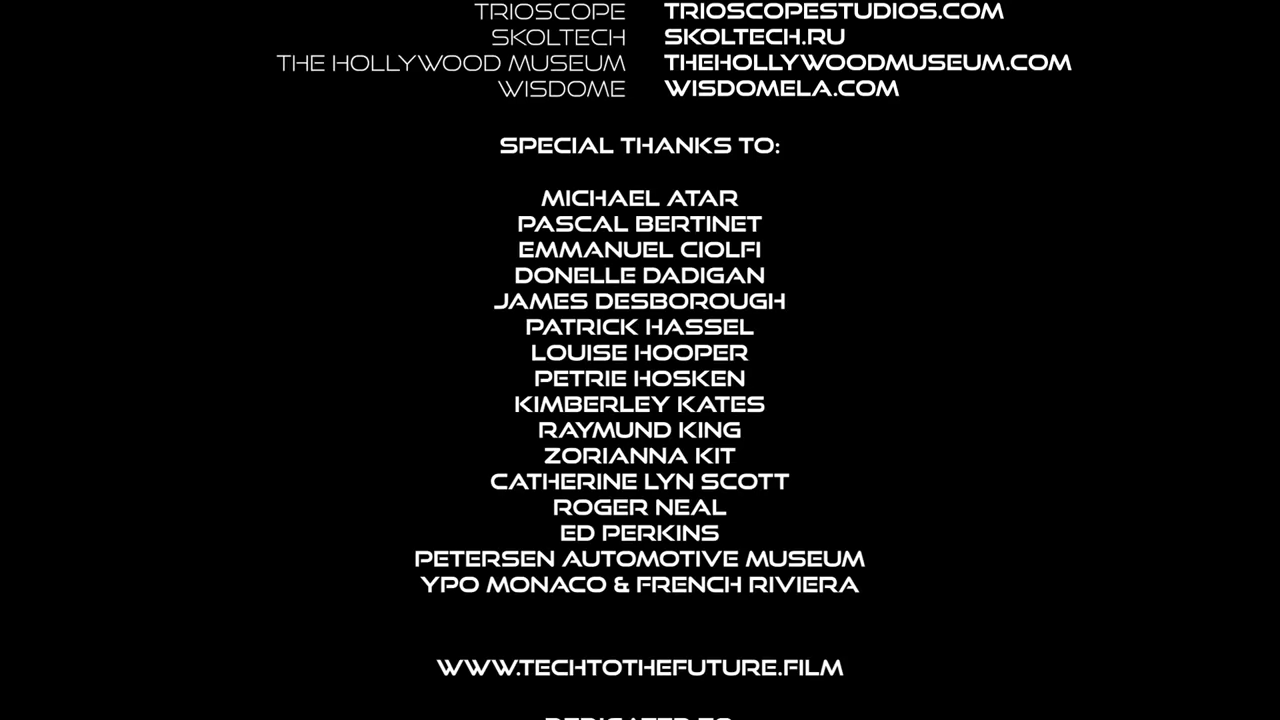 TRIOSCOPE TRIOSCOPESTUDIOS.COM
SKOLTECH SKOLTECH.RU
THE HOLLYWOOD MUSEUM THEHOLLYWOODMUSEUM.COM
WISDOME WISDOMELA.COM
SPECIAL THANKS TO:
MICHAEL ATAR
PASCAL BERTINET
EMMANUEL CIOLFI
DONELLE DADIGAN
JAMES DESBOROUGH
PATRICK HASSEL
LOUISE HOOPER
PETRIE HOSKEN
KIMBERLEY KATES
RAYMUND KING
ZORIANNA KIT
CATHERINE LYN SCOTT
ROGER NEAL
ED PERKINS
PETERSEN AUTOMOTIVE MUSEUM
YPO MONACO & FRENCH RIVIERA
WWW.TECHTOTHEFUTURE.FILM
DEDICATED TO